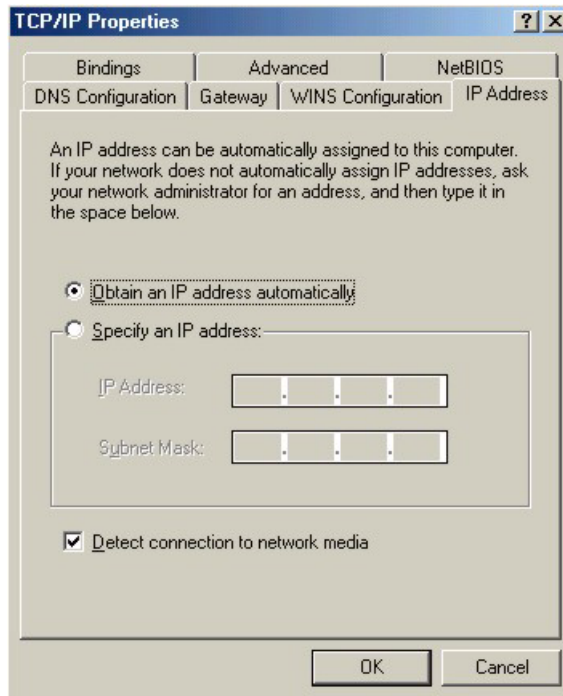 TCP/IP Properties
Bindings Advanced NetBIOS
DNS Configuration Gateway WINS Configuration IP Address
An IP address can be automatically assigned to this computer.
If your network does not automatically assign IP addresses, ask
your network administrator for an address, and then type it in
the space below.
Obtain an IP address automatically
Specify an IP address:
IP Address:
. . .
Subnet Mask:
. . .
Detect connection to network media
OK Cancel